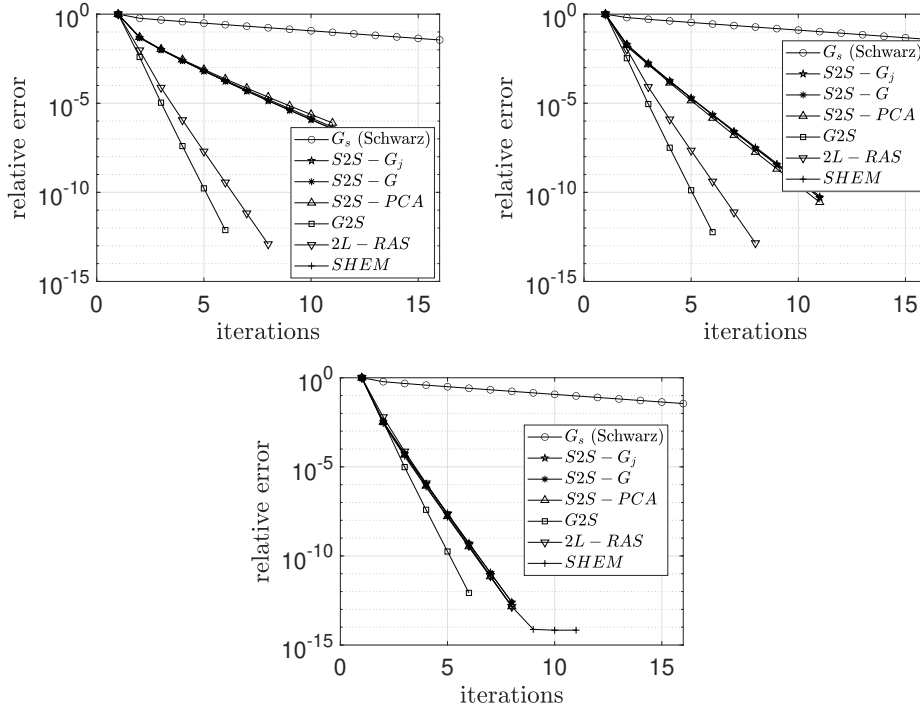 10^0
10^-5
10^-10
10^-15
relative error
0
5
10
15
iterations
G_s (Schwarz)
S2S − G_j
S2S − G
S2S − PCA
G2S
2L − RAS
SHEM
10^0
10^-5
10^-10
10^-15
relative error
0
5
10
15
iterations
G_s (Schwarz)
S2S − G_j
S2S − G
S2S − PCA
G2S
2L − RAS
SHEM
10^0
10^-5
10^-10
10^-15
relative error
0
5
10
15
iterations
G_s (Schwarz)
S2S − G_j
S2S − G
S2S − PCA
G2S
2L − RAS
SHEM